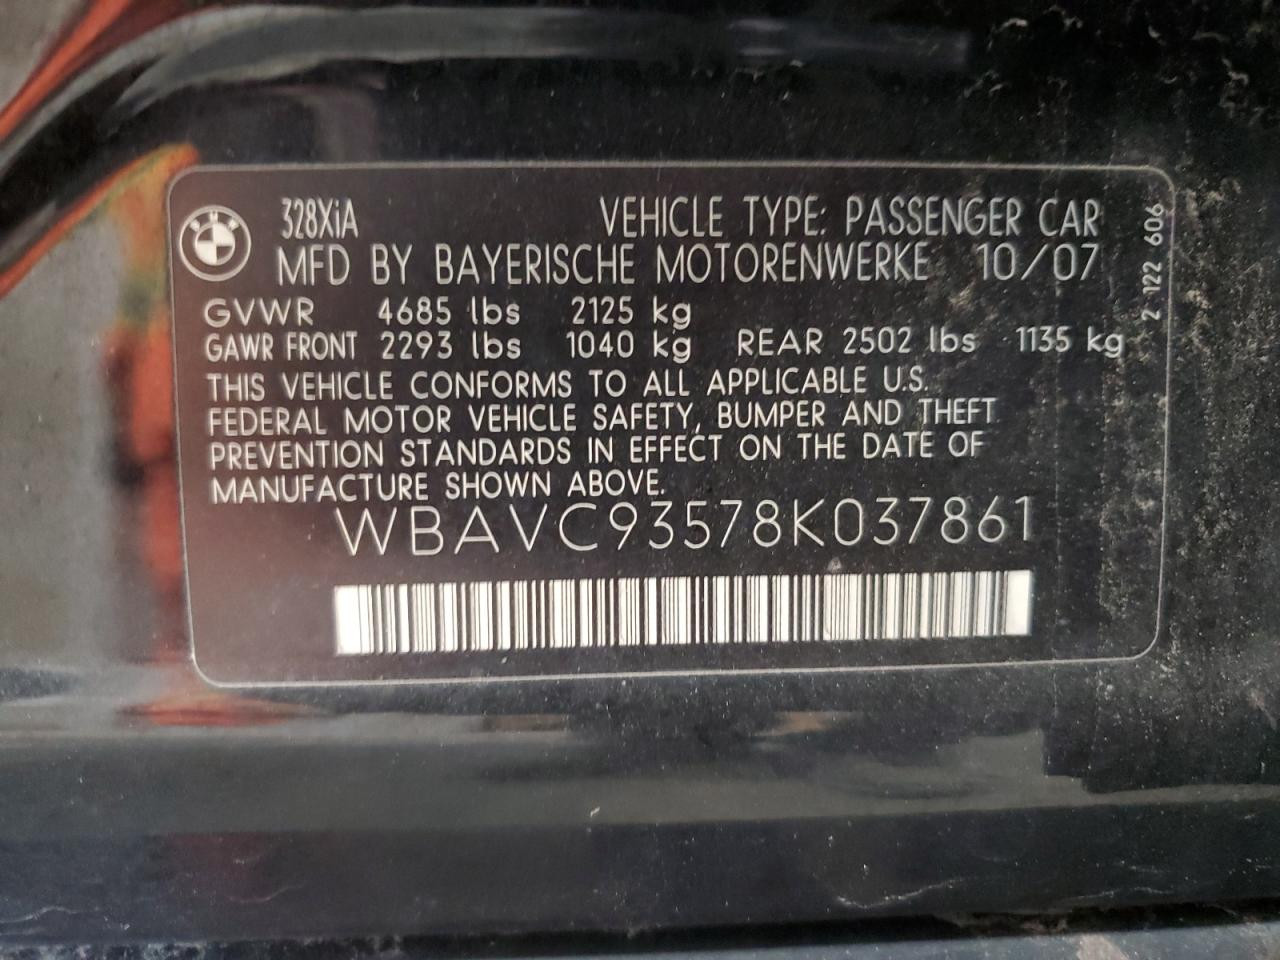 328XiA VEHICLE TYPE: PASSENGER CAR
MFD BY BAYERISCHE MOTORENWERKE 10/07
GVWR 4685 lbs 2125 kg
GAWR FRONT 2293 lbs 1040 kg REAR 2502 lbs 1135 kg
THIS VEHICLE CONFORMS TO ALL APPLICABLE U.S.
FEDERAL MOTOR VEHICLE SAFETY, BUMPER AND THEFT
PREVENTION STANDARDS IN EFFECT ON THE DATE OF
MANUFACTURE SHOWN ABOVE.
WBAVC93578K037861
2 122 606